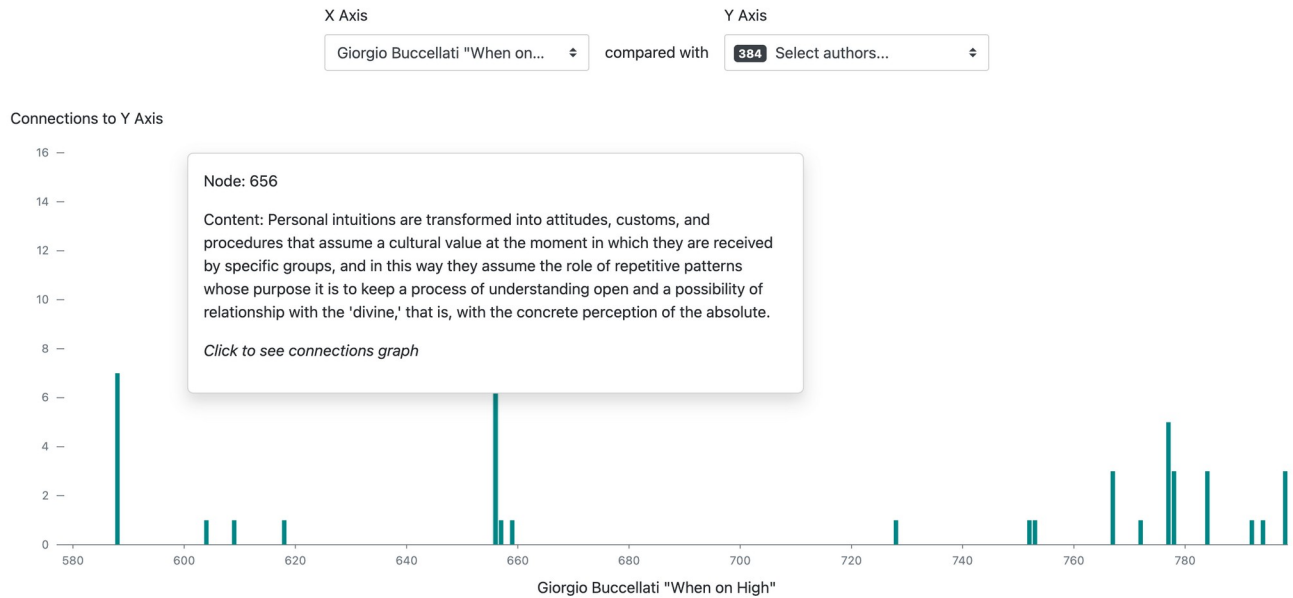 X Axis
Y Axis
Giorgio Buccellati "When on...
compared with
384 Select authors...
Connections to Y Axis
16
14
12
10
8
6
4
2
0
Node: 656
Content: Personal intuitions are transformed into attitudes, customs, and
procedures that assume a cultural value at the moment in which they are received
by specific groups, and in this way they assume the role of repetitive patterns
whose purpose it is to keep a process of understanding open and a possibility of
relationship with the 'divine,' that is, with the concrete perception of the absolute.
Click to see connections graph
580 600 620 640 660 680 700 720 740 760 780
Giorgio Buccellati "When on High"